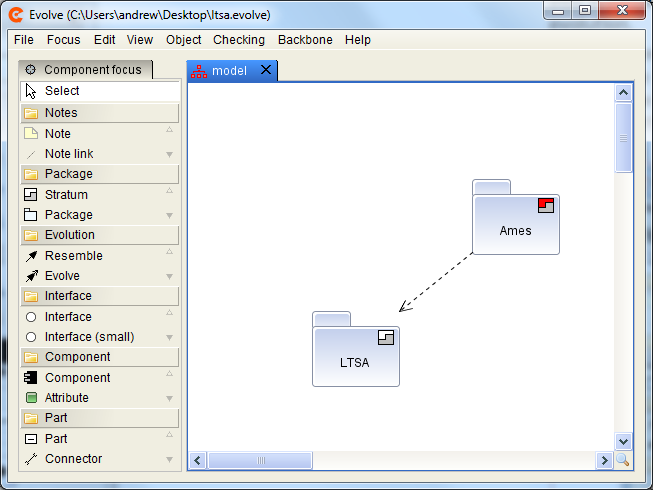 Evolve (C:\Users\andrew\Desktop\ltsa.evolve)
File Focus Edit View Object Checking Backbone Help
Component focus
model
Select
Notes
Note
Note link
Package
Stratum
Package
Evolution
Resemble
Evolve
Interface
Interface
Interface (small)
Component
Component
Attribute
Part
Part
Connector
Ames
LTSA